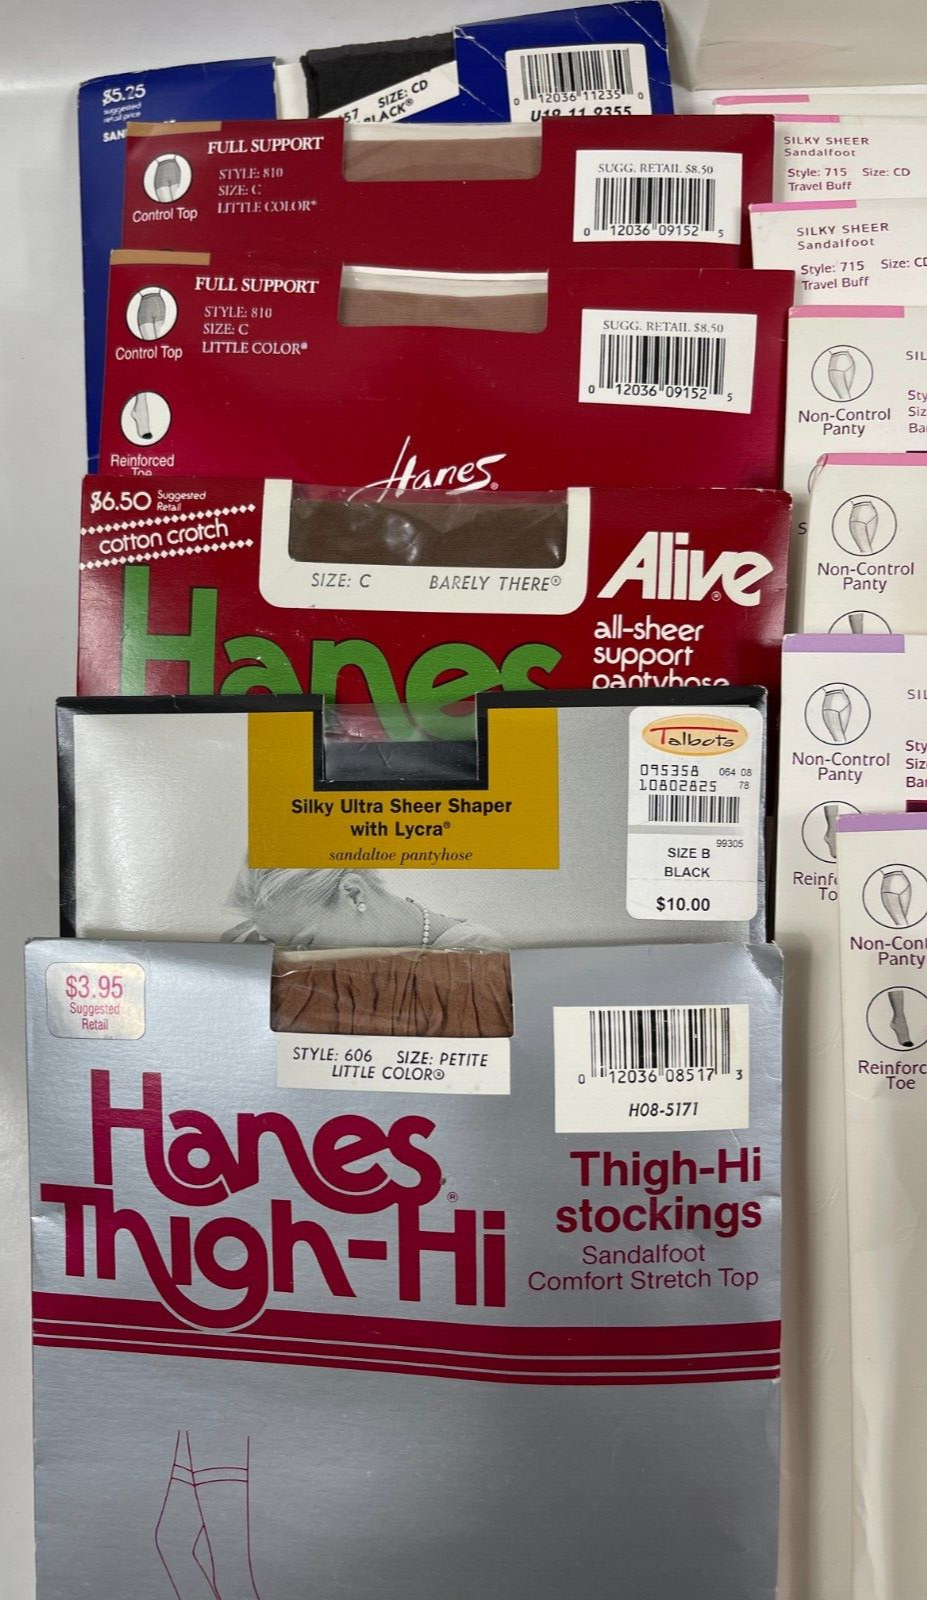 $5.25
suggested
retail price
SIZE: CD
BLACK®
0 12036 11235 0
U19-11-9355
FULL SUPPORT
STYLE: 810
SIZE: C
LITTLE COLOR®
Control Top
SUGG. RETAIL $8.50
0 12036 09152 5
FULL SUPPORT
STYLE: 810
SIZE: C
LITTLE COLOR®
Control Top
Reinforced
Toe
SUGG. RETAIL $8.50
0 12036 09152 5
Hanes®
$6.50 Suggested
Retail
cotton crotch
SIZE: C BARELY THERE®
Hanes
Alive®
all-sheer
support
pantyhose
Silky Ultra Sheer Shaper
with Lycra®
sandaltoe pantyhose
Talbots
095358 064 08
10802825 78
99305
SIZE B
BLACK
$10.00
$3.95
Suggested
Retail
STYLE: 606 SIZE: PETITE
LITTLE COLOR®
0 12036 08517 3
H08-5171
Hanes®
Thigh-Hi
Thigh-Hi
stockings
Sandalfoot
Comfort Stretch Top
SILKY SHEER
Sandalfoot
Style: 715 Size: CD
Travel Buff
SILKY SHEER
Sandalfoot
Style: 715 Size: CD
Travel Buff
Non-Control
Panty
Non-Control
Panty
Non-Control
Panty
Panty
Toe